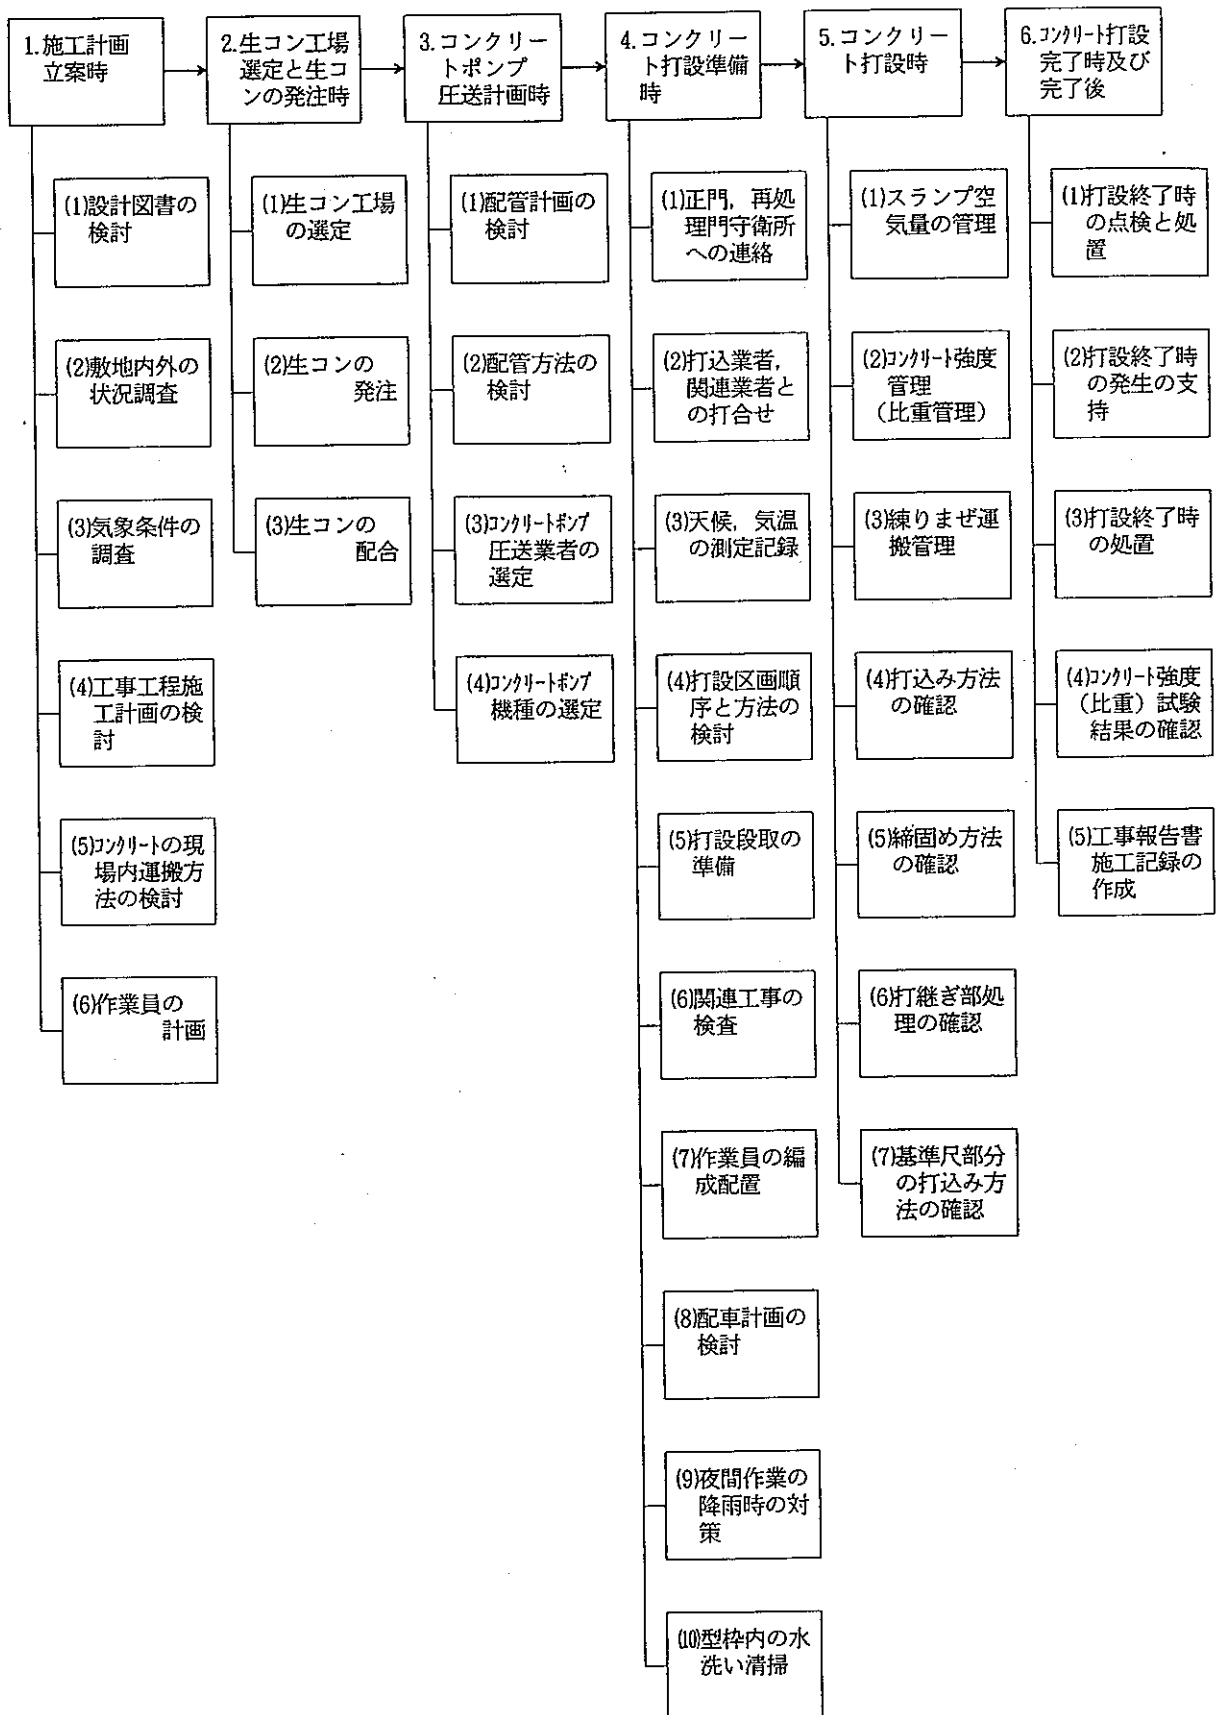 1.施工計画
立案時
2.生コン工場
選定と生コ
ンの発注時
3.コンクリー
トポンプ
圧送計画時
4.コンクリー
ト打設準備
時
5.コンクリー
ト打設時
6.コンクリート打設
完了時及び
完了後
(1)設計図書の
検討
(2)敷地内外の
状況調査
(3)気象条件の
調査
(4)工事工程施
工計画の検
討
(5)コンクリートの現
場内運搬方
法の検討
(6)作業員の
計画
(1)生コン工場
の選定
(2)生コンの
発注
(3)生コンの
配合
(1)配管計画の
検討
(2)配管方法の
検討
(3)コンクリートポンプ
圧送業者の
選定
(4)コンクリートポンプ
機種の選定
(1)正門，再処
理門守衛所
への連絡
(2)打込業者，
関連業者と
の打合せ
(3)天候，気温
の測定記録
(4)打設区画順
序と方法の
検討
(5)打設段取の
準備
(6)関連工事の
検査
(7)作業員の編
成配置
(8)配車計画の
検討
(9)夜間作業の
降雨時の対
策
(10)型枠内の水
洗い清掃
(1)スランプ空
気量の管理
(2)コンクリート強度
管理
（比重管理）
(3)練りまぜ運
搬管理
(4)打込み方法
の確認
(5)締固め方法
の確認
(6)打継ぎ部処
理の確認
(7)基準尺部分
の打込み方
法の確認
(1)打設終了時
の点検と処
置
(2)打設終了時
の発生の支
持
(3)打設終了時
の処置
(4)コンクリート強度
（比重）試験
結果の確認
(5)工事報告書
施工記録の
作成